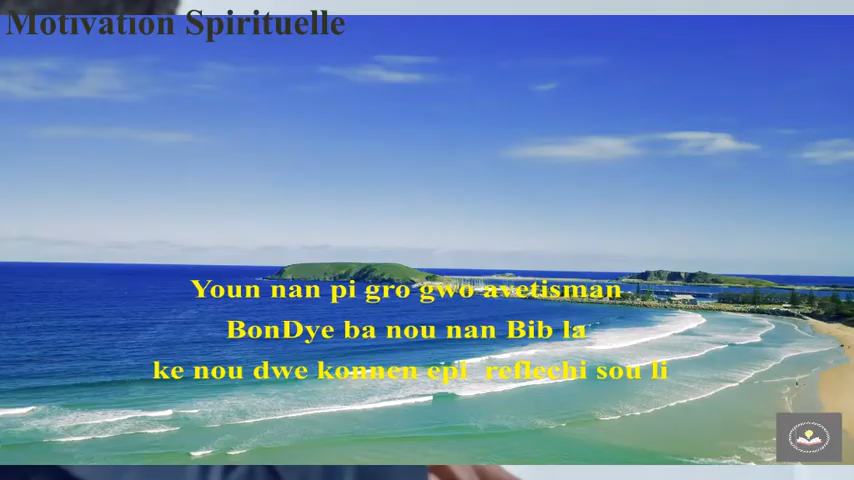 Motivation Spirituelle
Youn nan pi gro gwo avetisman
BonDye ba nou nan Bib la
ke nou dwe konnen epi reflechi sou li